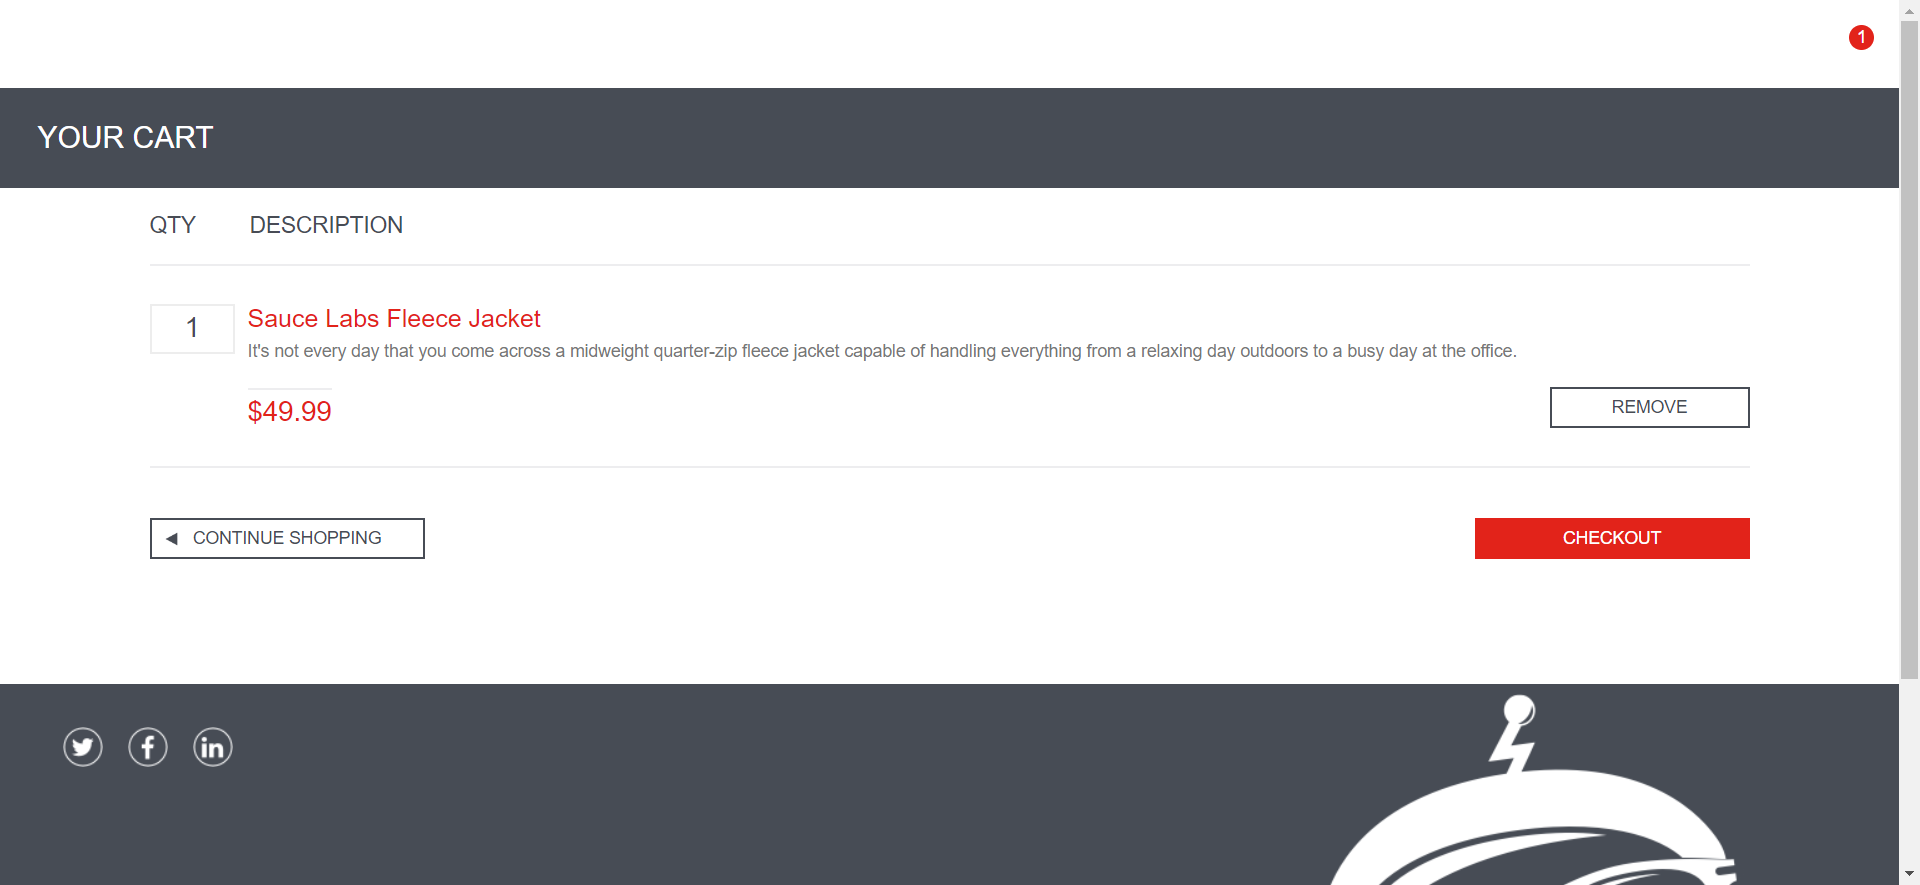 1
YOUR CART
QTY DESCRIPTION
1 Sauce Labs Fleece Jacket
It's not every day that you come across a midweight quarter-zip fleece jacket capable of handling everything from a relaxing day outdoors to a busy day at the office.
$49.99 REMOVE
CONTINUE SHOPPING CHECKOUT